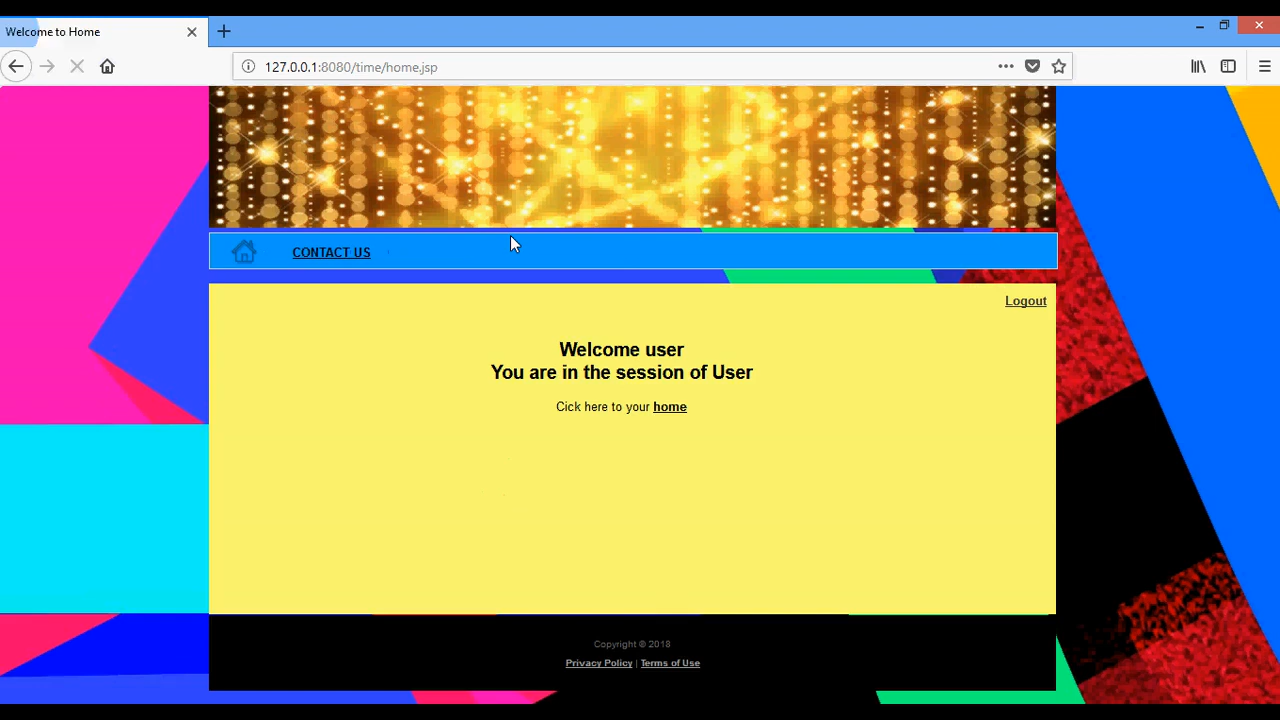 Welcome to Home
127.0.0.1:8080/time/home.jsp
CONTACT US
Logout
Welcome user
You are in the session of User
Cick here to your home
Copyright © 2018
Privacy Policy | Terms of Use